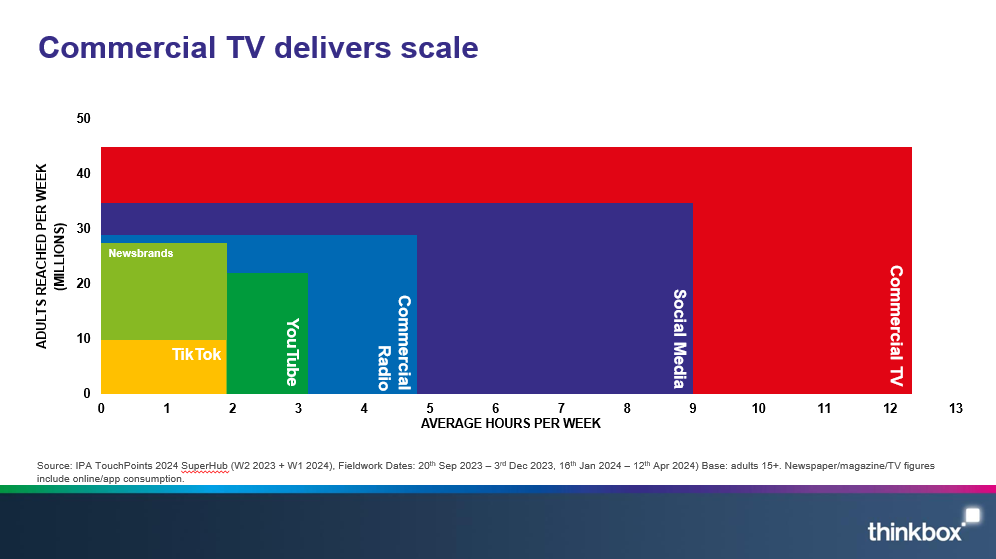 Commercial TV delivers scale
ADULTS REACHED PER WEEK
(MILLIONS)
50
40
30
20
10
0
Newsbrands
TikTok
YouTube
Commercial
Radio
Social Media
Commercial TV
0 1 2 3 4 5 6 7 8 9 10 11 12 13
AVERAGE HOURS PER WEEK
Source: IPA TouchPoints 2024 SuperHub (W2 2023 + W1 2024), Fieldwork Dates: 20th Sep 2023 – 3rd Dec 2023, 16th Jan 2024 – 12th Apr 2024) Base: adults 15+. Newspaper/magazine/TV figures
include online/app consumption.
thinkbox